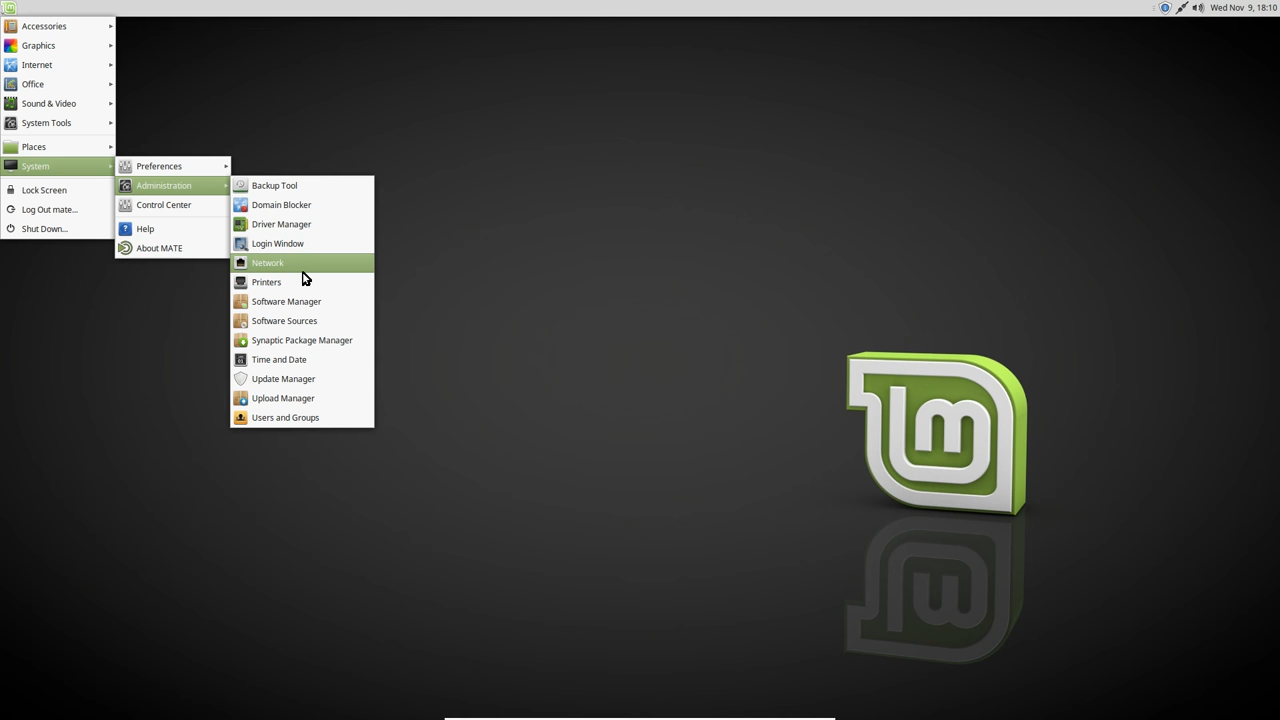 Wed Nov 9, 18:10
Accessories
Graphics
Internet
Office
Sound & Video
System Tools
Places
System
Lock Screen
Log Out mate...
Shut Down...
Preferences
Administration
Control Center
Help
About MATE
Backup Tool
Domain Blocker
Driver Manager
Login Window
Network
Printers
Software Manager
Software Sources
Synaptic Package Manager
Time and Date
Update Manager
Upload Manager
Users and Groups